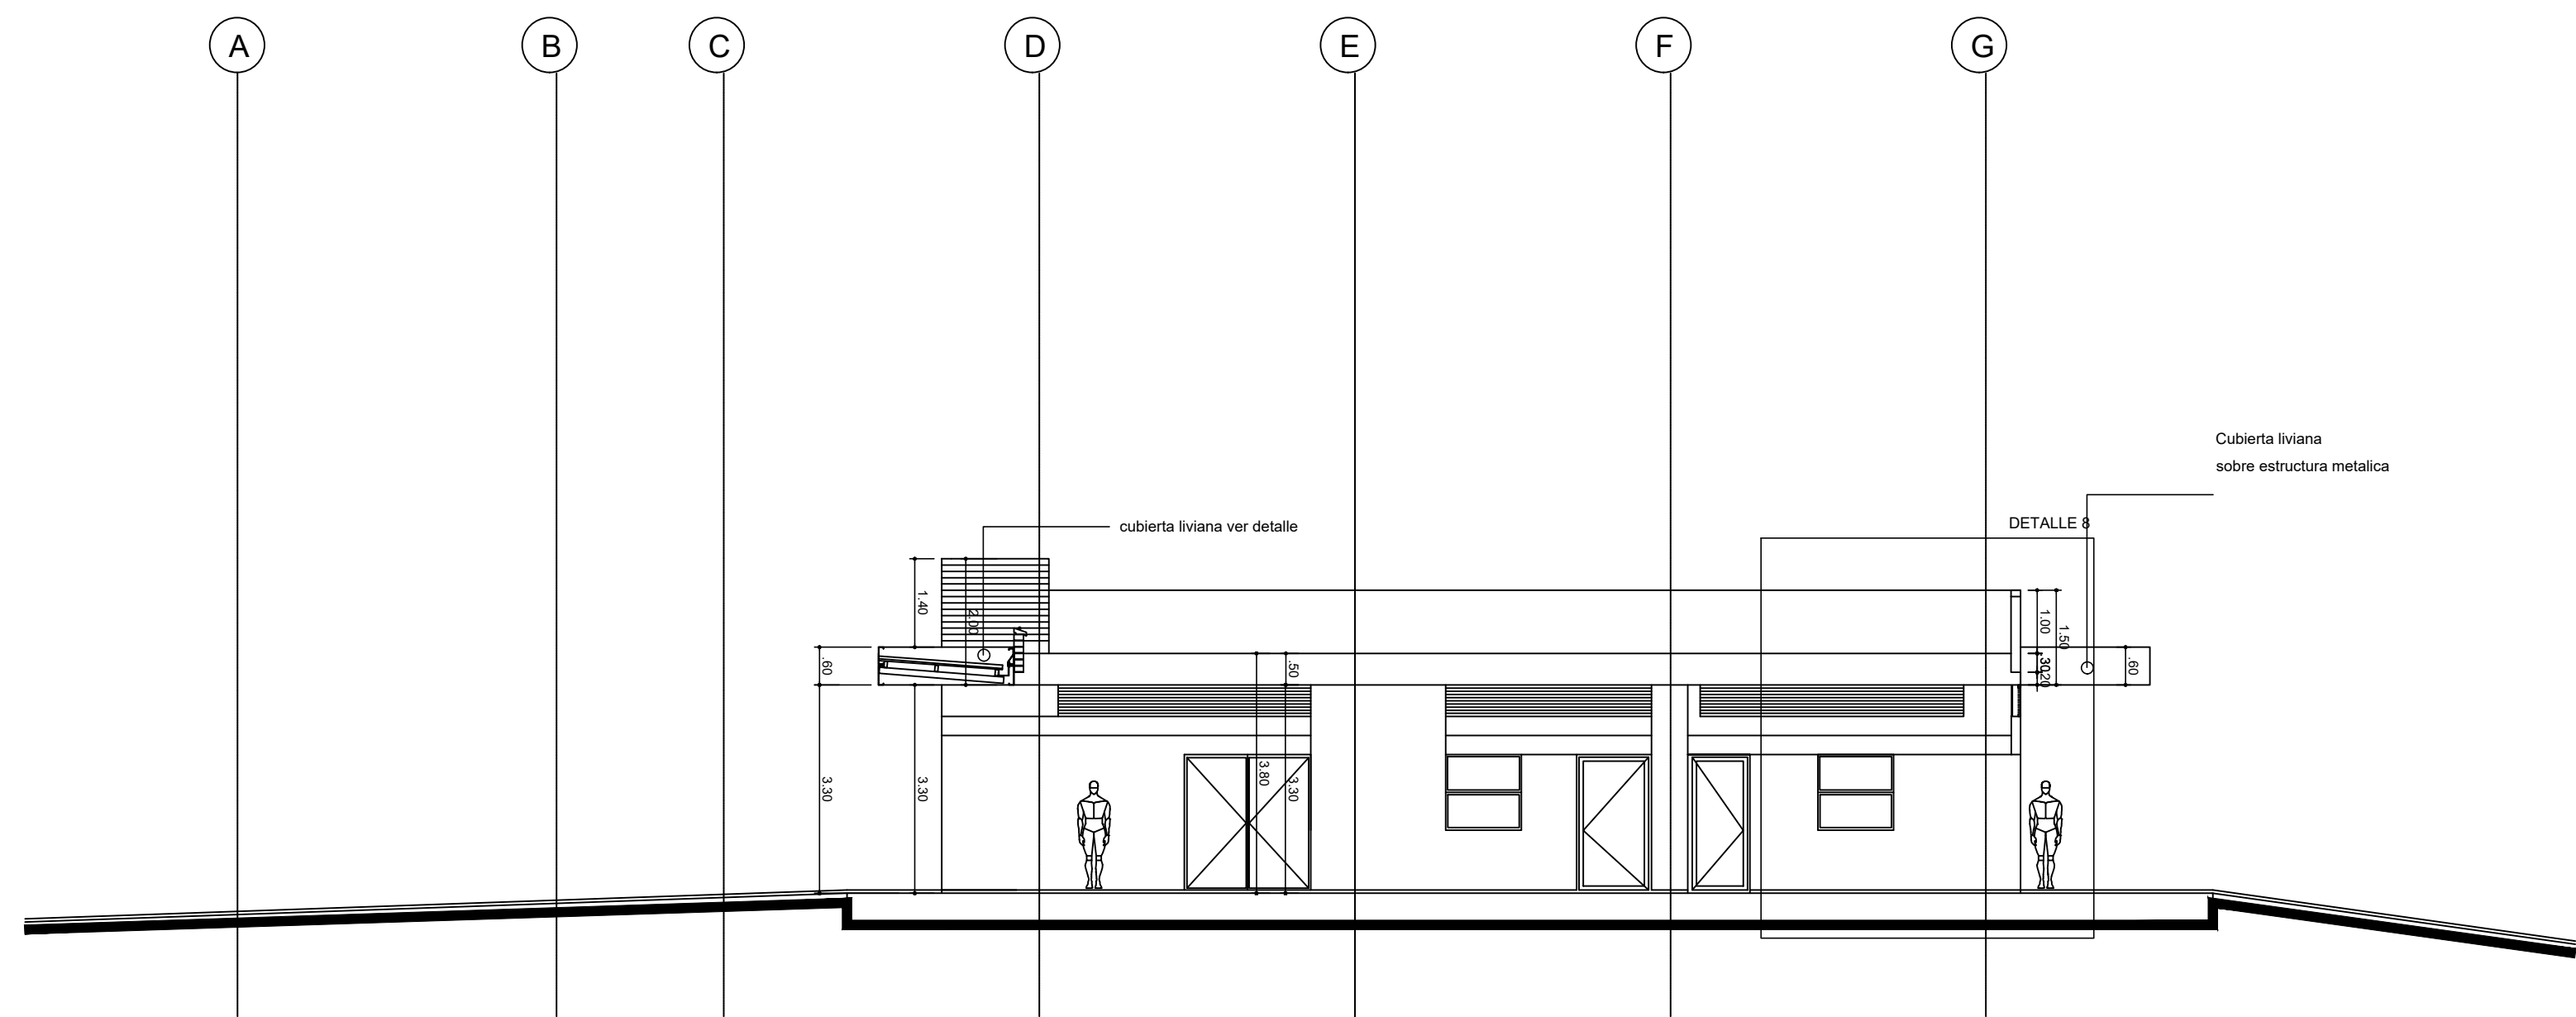 A
B
C
D
E
F
G
Cubierta liviana
sobre estructura metalica
cubierta liviana ver detalle
DETALLE 8
1.40
2.00
1.00
1.50
.60
.50
.30
.20
.60
3.30
3.30
3.80
3.30